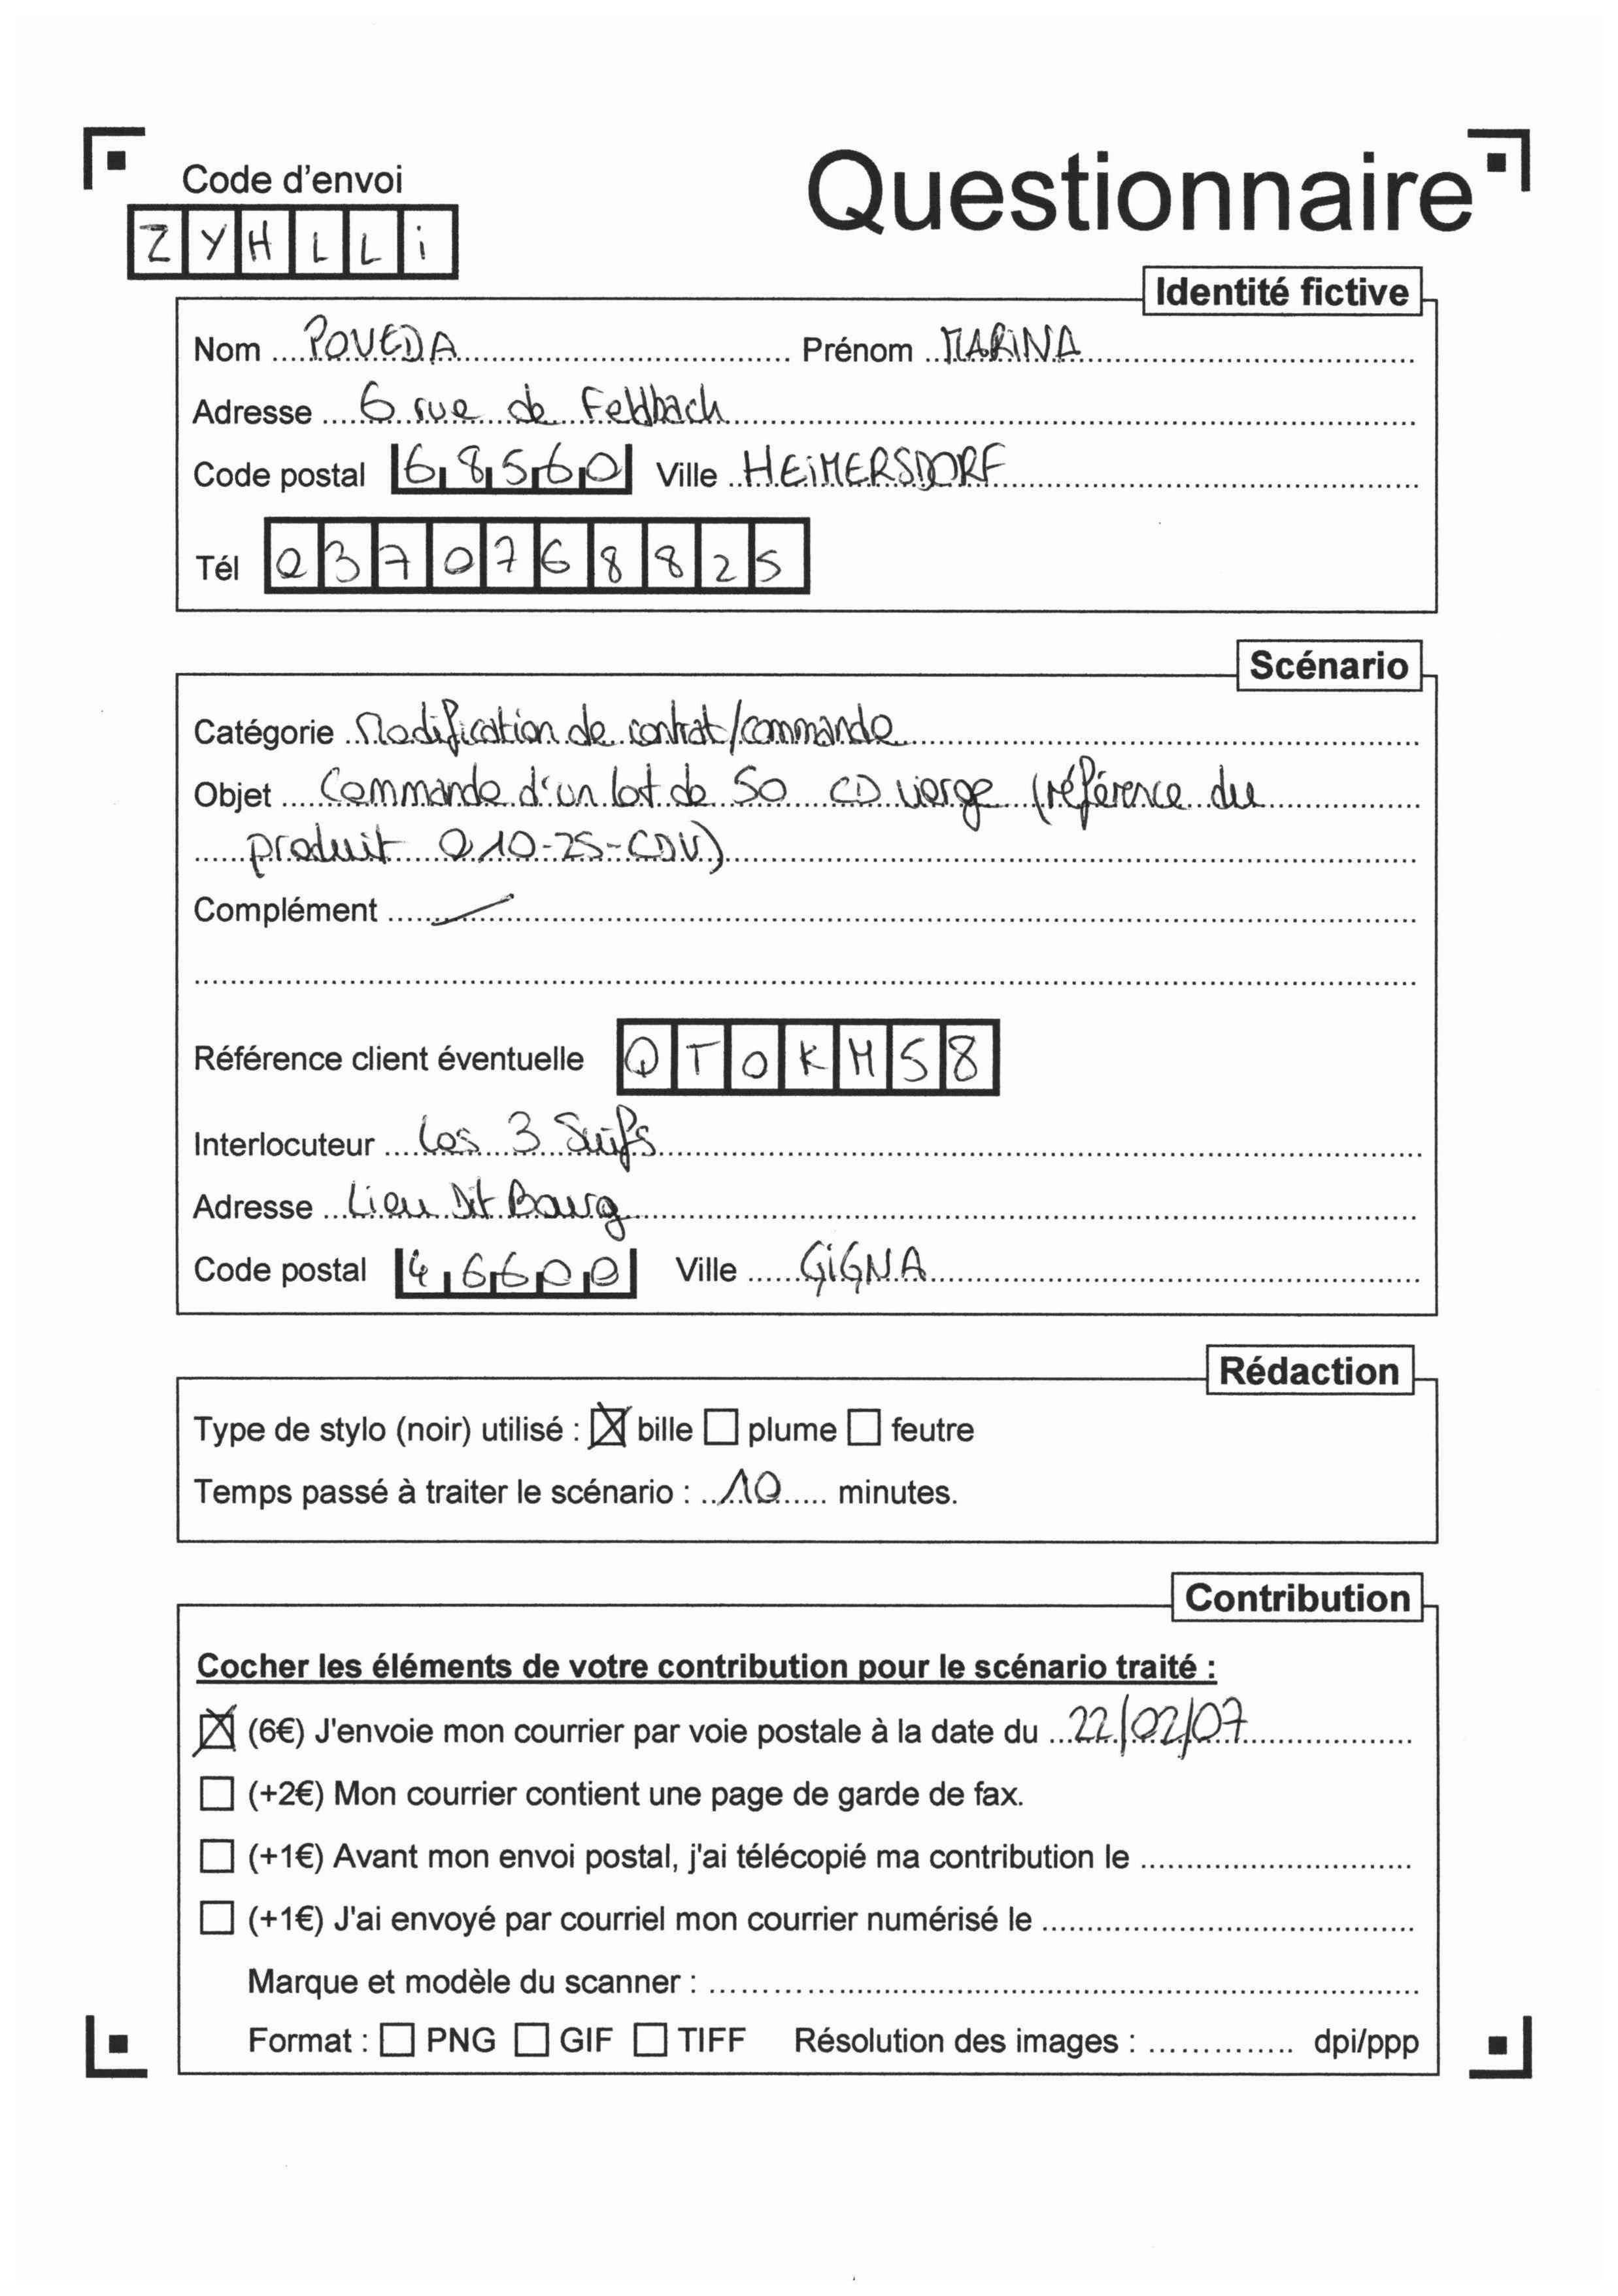 Code d'envoi
Questionnaire
ZYHLLi
Identité fictive
Nom POVEDA Prénom MARiNA
Adresse 6 rue de Feldbach
Code postal 68560 Ville HEiMERSDORF
Tél 0370768825
Scénario
Catégorie Modification de contrat/commande
Objet Commande d'un lot de 50 CD vierge (référence du
produit 010-25-CDV)
Complément
Référence client éventuelle QTOKM58
Interlocuteur Les 3 Suifs
Adresse Lieu Dit Bourg
Code postal 46600 Ville GiGNA
Rédaction
Type de stylo (noir) utilisé : bille plume feutre
Temps passé à traiter le scénario : 10 minutes.
Contribution
Cocher les éléments de votre contribution pour le scénario traité :
(6€) J'envoie mon courrier par voie postale à la date du 22/02/07
(+2€) Mon courrier contient une page de garde de fax.
(+1€) Avant mon envoi postal, j'ai télécopié ma contribution le
(+1€) J'ai envoyé par courriel mon courrier numérisé le
Marque et modèle du scanner :
Format : PNG GIF TIFF Résolution des images : dpi/ppp